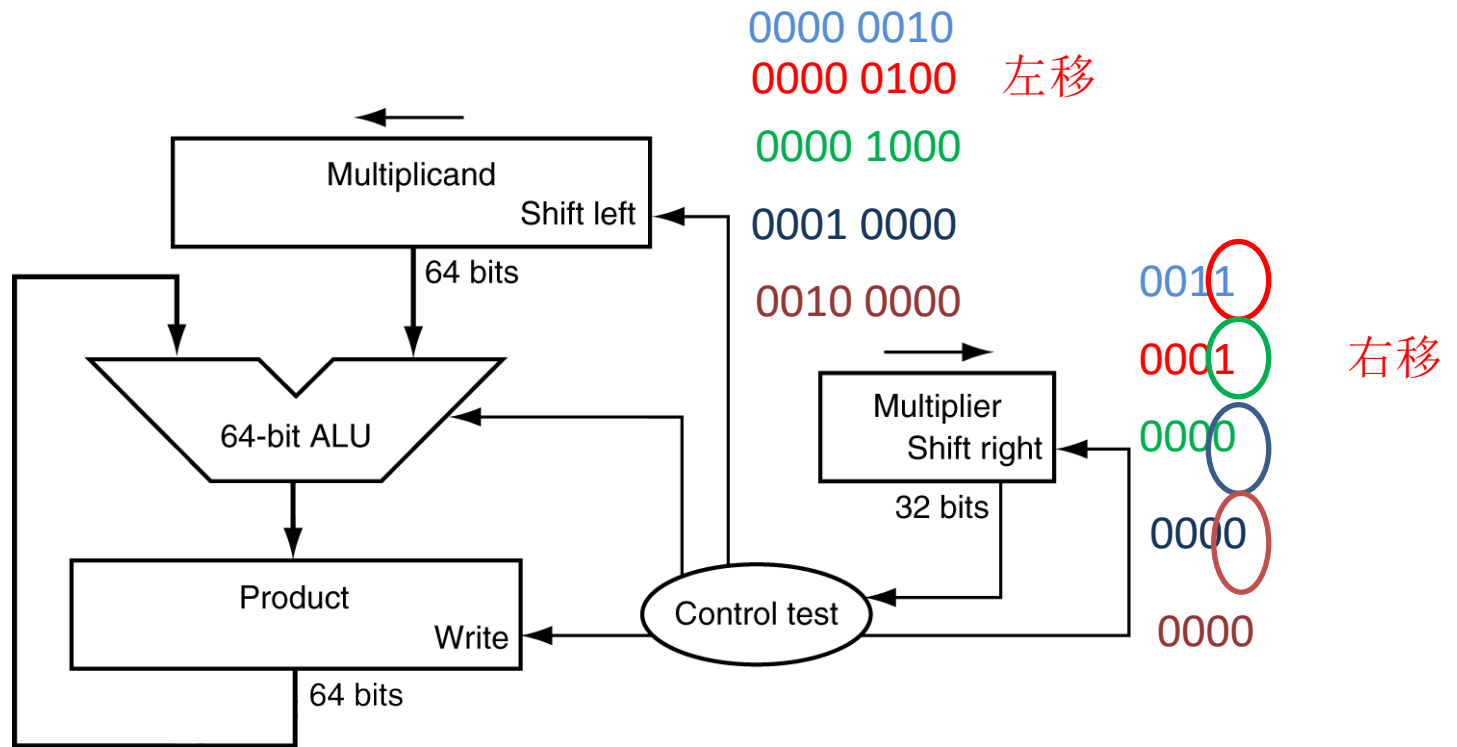 0000 0010
0000 0100 左移
0000 1000
Multiplicand
Shift left
0001 0000
64 bits
0010 0000
0011
0001 右移
Multiplier
Shift right
0000
64-bit ALU
32 bits
0000
Product
Control test
Write
0000
64 bits